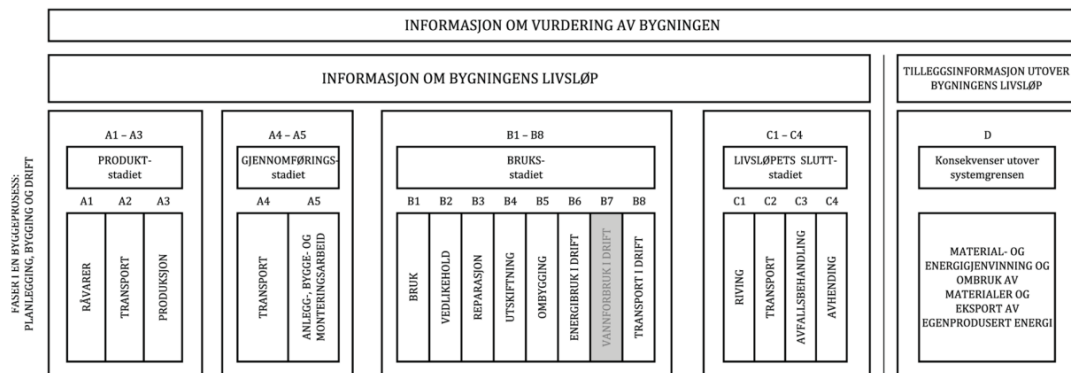 INFORMASJON OM VURDERING AV BYGNINGEN
INFORMASJON OM BYGNINGENS LIVSLØP
TILLEGGSINFORMASJON UTOVER
BYGNINGENS LIVSLØP
FASER I EN BYGGEPROSESS:
PLANLEGGING, BYGGING OG DRIFT
A1 – A3
PRODUKT-
stadiet
A1
A2
A3
RÅVARER
TRANSPORT
PRODUKSJON
A4 – A5
GJENNOMFØRINGS-
stadiet
A4
A5
TRANSPORT
ANLEGG-, BYGGE- OG
MONTERINGSARBEID
B1 – B8
BRUKS-
stadiet
B1
B2
B3
B4
B5
B6
B7
B8
BRUK
VEDLIKEHOLD
REPARASJON
UTSKIFTNING
OMBYGGING
ENERGIBRUK I DRIFT
VANNFORBRUK I DRIFT
TRANSPORT I DRIFT
C1 – C4
LIVSLØPETS SLUTT-
stadiet
C1
C2
C3
C4
RIVING
TRANSPORT
AVFALLSBEHANDLING
AVHENDING
D
Konsekvenser utover
systemgrensen
MATERIAL- OG
ENERGIGJENVINNING OG
OMBRUK AV
MATERIALER OG
EKSPORT AV
EGENPRODUSERT ENERGI